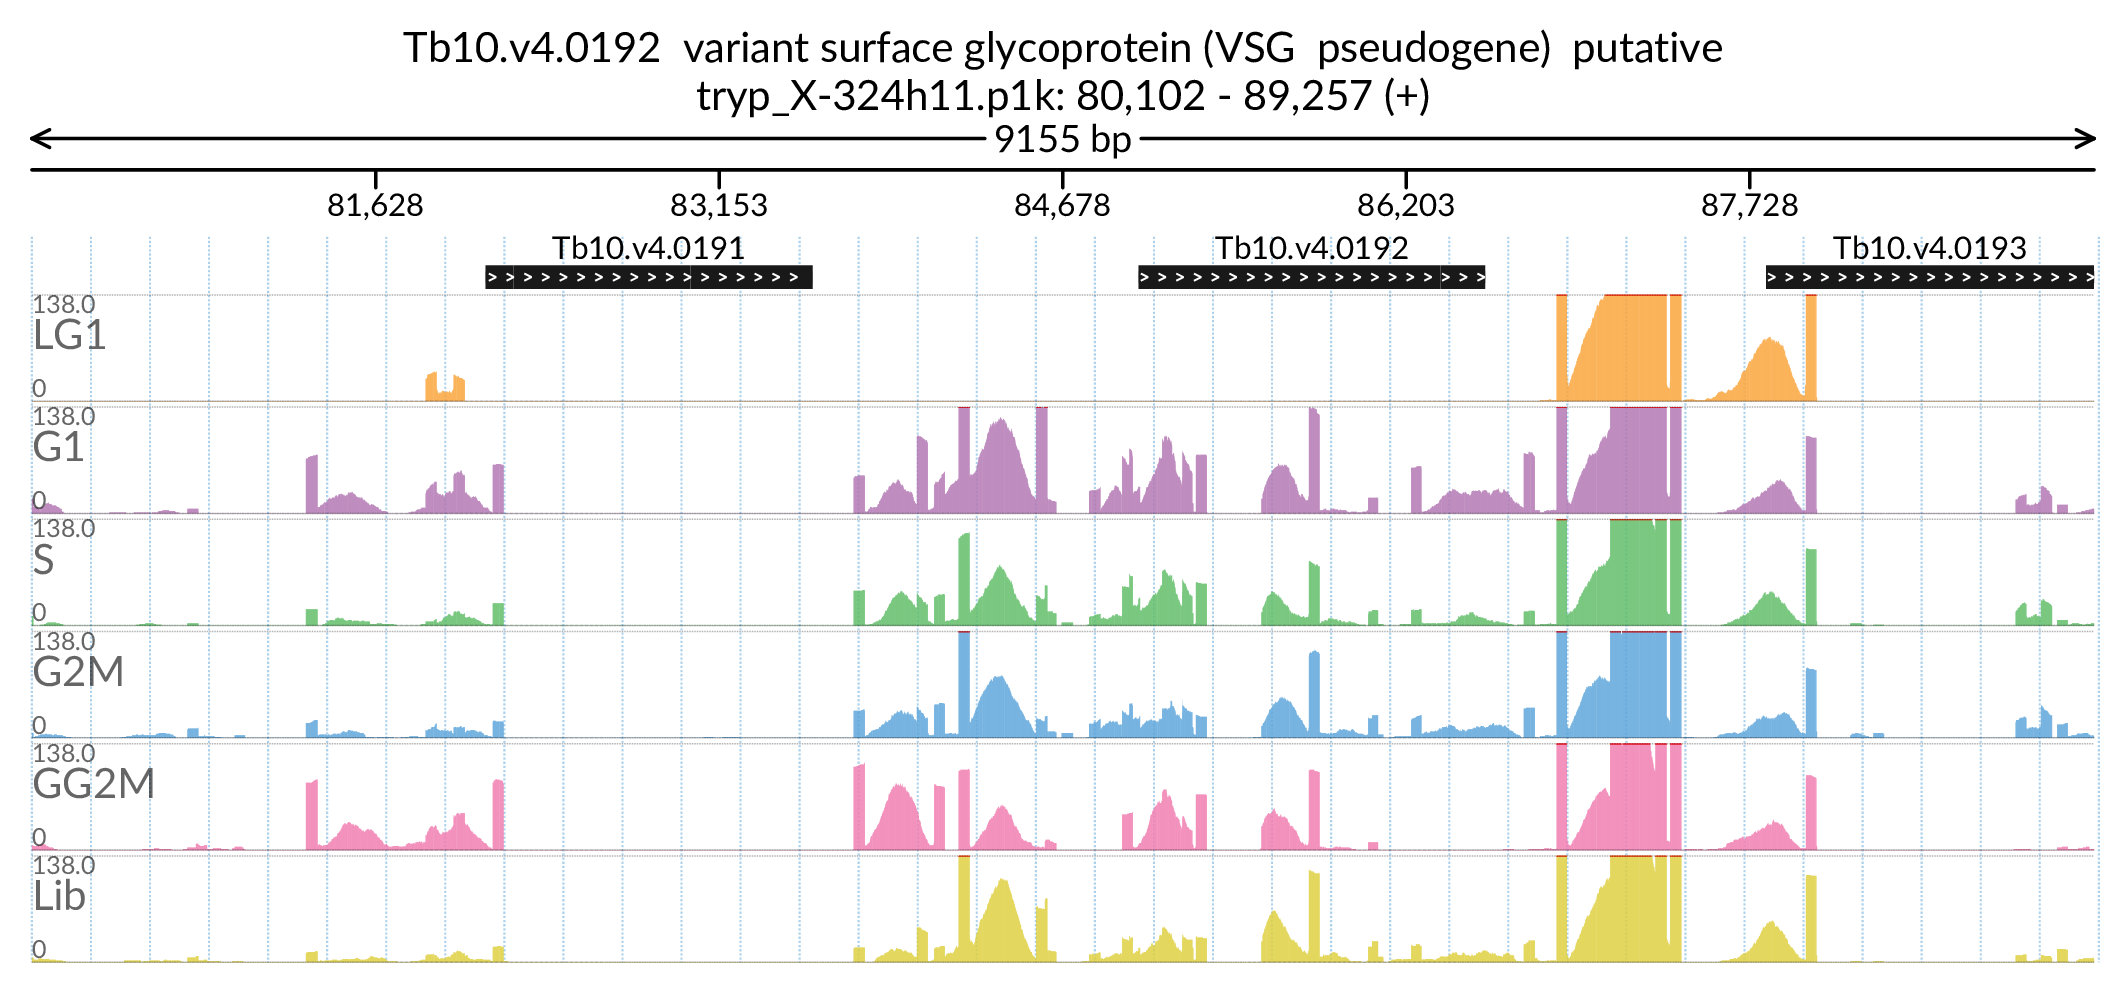 Tb10.v4.0192 variant surface glycoprotein (VSG pseudogene) putative
tryp_X-324h11.p1k: 80,102 - 89,257 (+)
9155 bp
81,628 83,153 84,678 86,203 87,728
Tb10.v4.0191 Tb10.v4.0192 Tb10.v4.0193
138.0
LG1
0
138.0
G1
0
138.0
S
0
138.0
G2M
0
138.0
GG2M
0
138.0
Lib
0